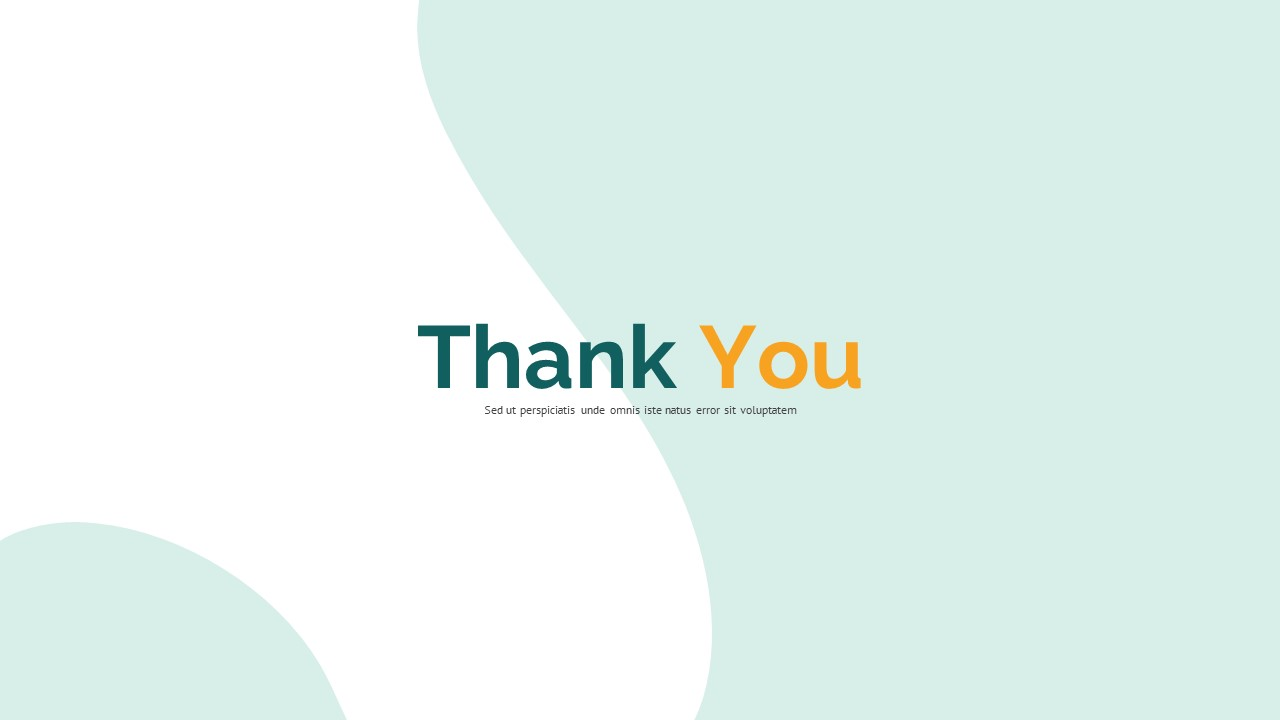 Thank You
Sed ut perspiciatis unde omnis iste natus error sit voluptatem